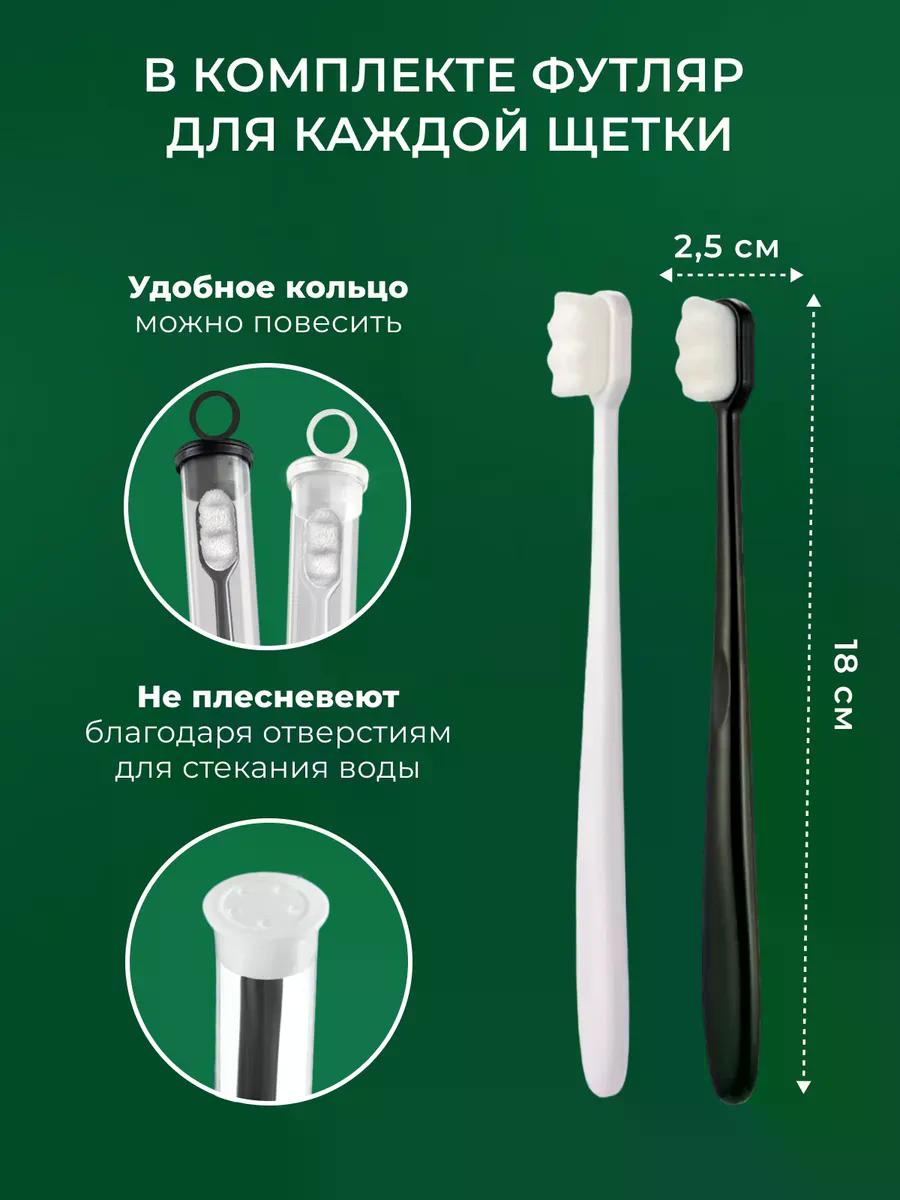 В КОМПЛЕКТЕ ФУТЛЯР
ДЛЯ КАЖДОЙ ЩЕТКИ
2,5 см
Удобное кольцо
можно повесить
18 см
Не плесневеют
благодаря отверстиям
для стекания воды